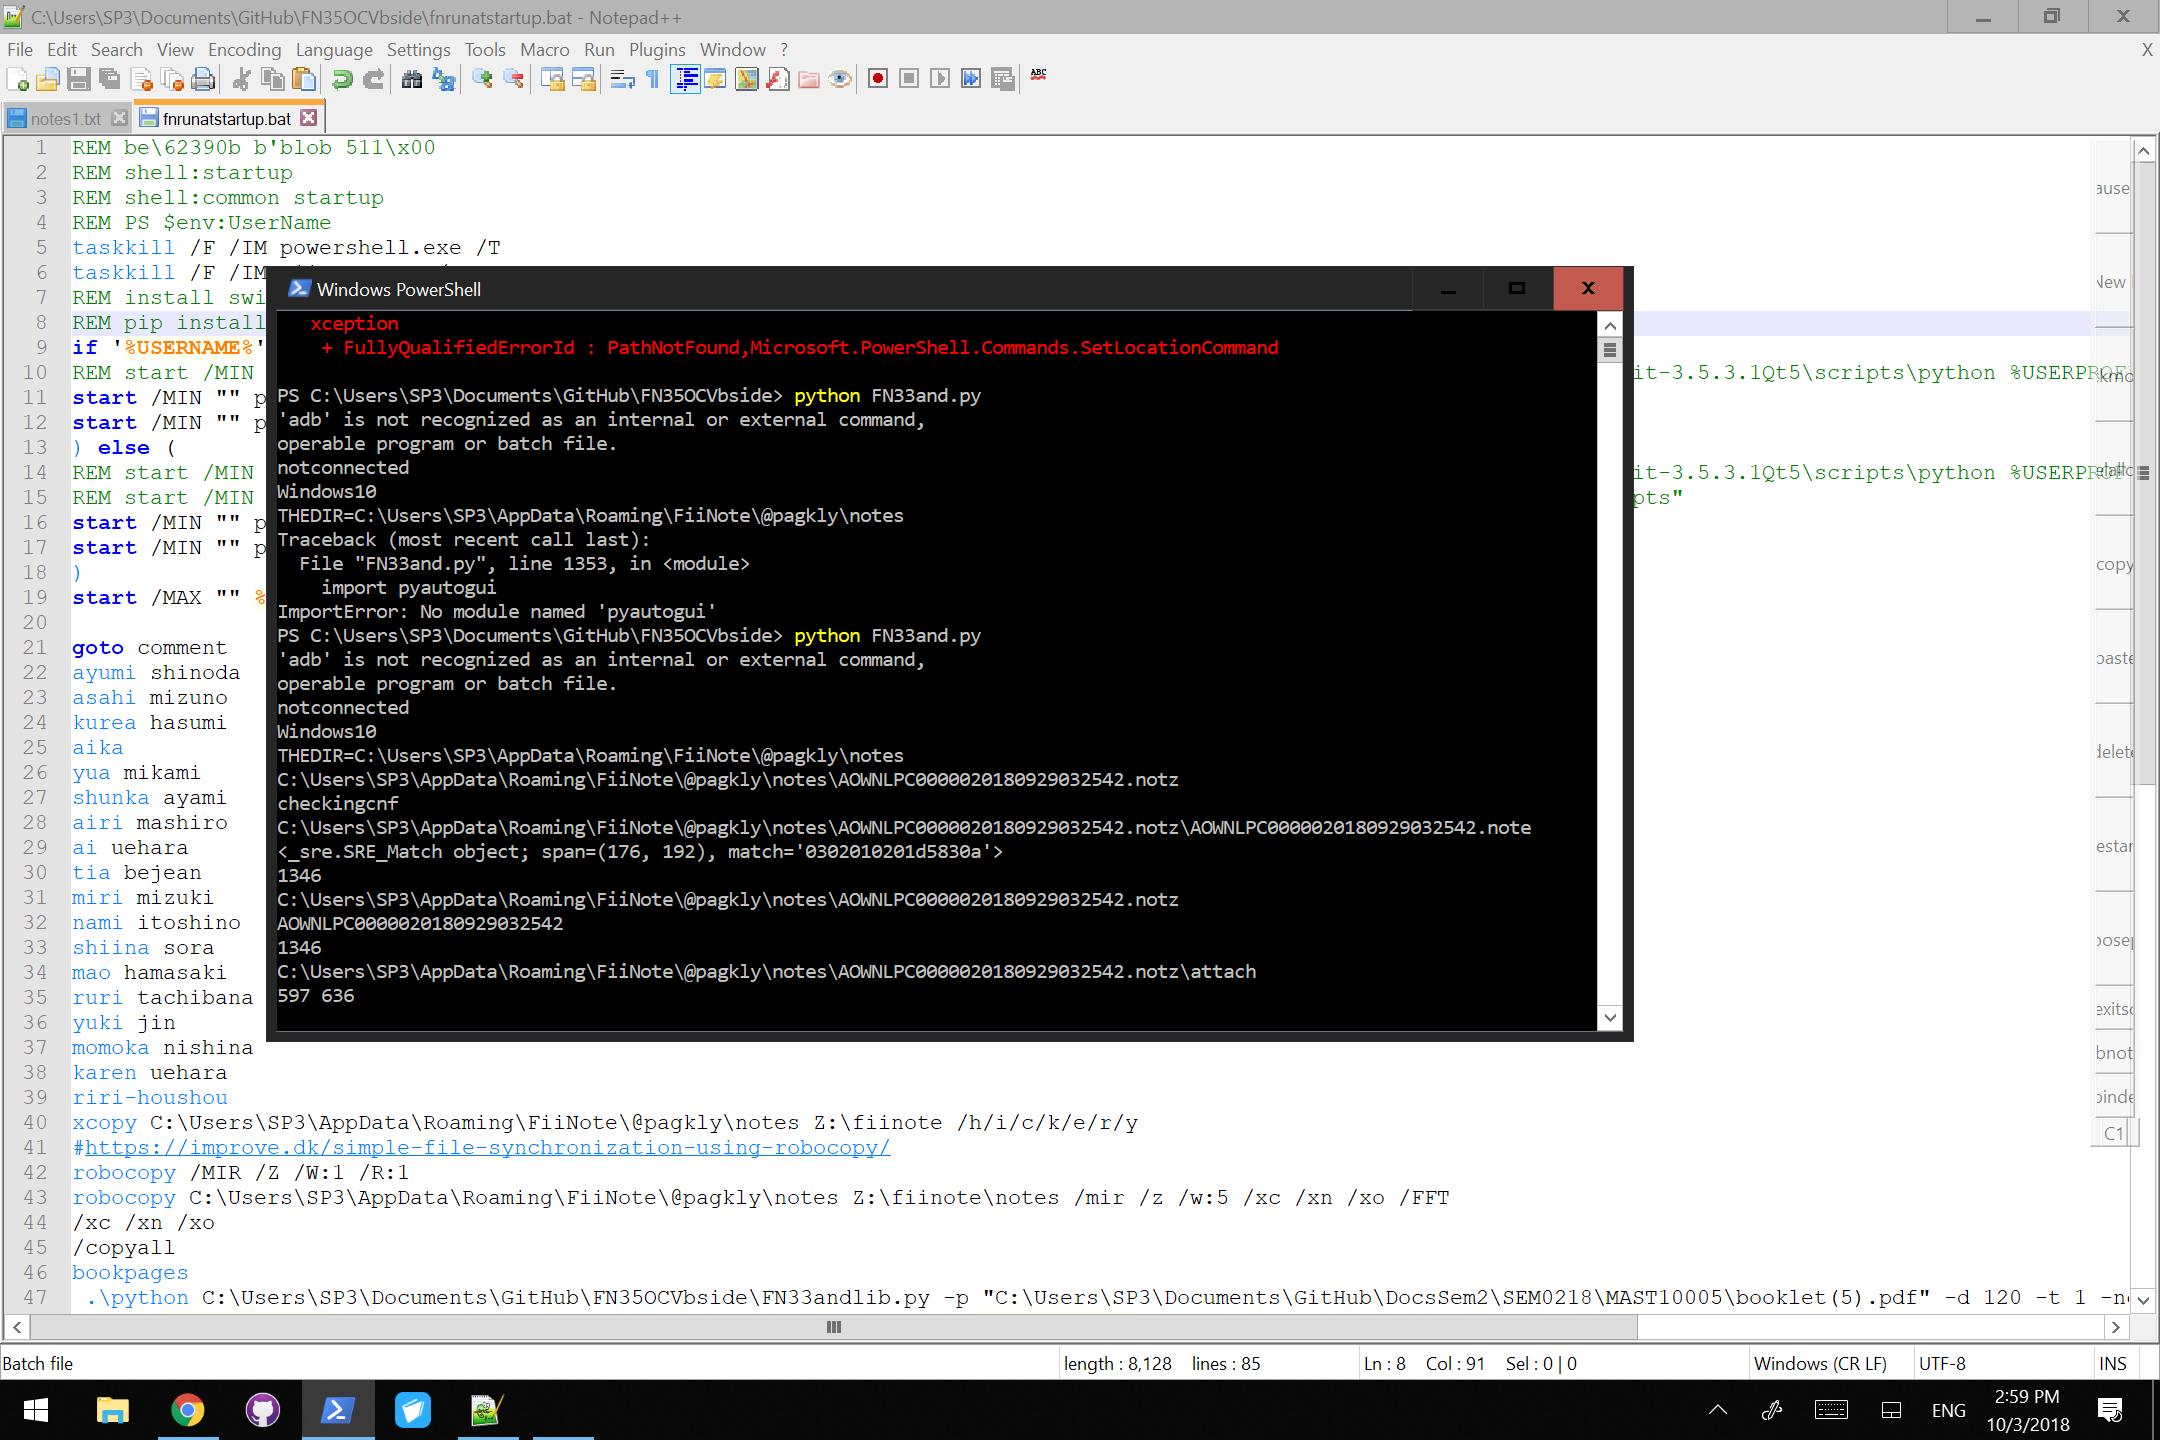 C:\Users\SP3\Documents\GitHub\FN35OCVbside\fnrunatstartup.bat - Notepad++
File Edit Search View Encoding Language Settings Tools Macro Run Plugins Window ?
X
ABC
notes1.txt fnrunatstartup.bat
1 REM be\62390b b'blob 511\x00
2 REM shell:startup
3 REM shell:common startup
4 REM PS $env:UserName
5 taskkill /F /IM powershell.exe /T
6 taskkill /F /IM
7 REM install swi
8 REM pip install
9 if '%USERNAME%'
10 REM start /MIN it-3.5.3.1Qt5\scripts\python %USERPROF
11 start /MIN "" p
12 start /MIN "" p
13 ) else (
14 REM start /MIN it-3.5.3.1Qt5\scripts\python %USERPROF
15 REM start /MIN pts"
16 start /MIN "" p
17 start /MIN "" p
18 )
19 start /MAX "" %
20
21 goto comment
22 ayumi shinoda
23 asahi mizuno
24 kurea hasumi
25 aika
26 yua mikami
27 shunka ayami
28 airi mashiro
29 ai uehara
30 tia bejean
31 miri mizuki
32 nami itoshino
33 shiina sora
34 mao hamasaki
35 ruri tachibana
36 yuki jin
37 momoka nishina
38 karen uehara
39 riri-houshou
40 xcopy C:\Users\SP3\AppData\Roaming\FiiNote\@pagkly\notes Z:\fiinote /h/i/c/k/e/r/y
41 #https://improve.dk/simple-file-synchronization-using-robocopy/
42 robocopy /MIR /Z /W:1 /R:1
43 robocopy C:\Users\SP3\AppData\Roaming\FiiNote\@pagkly\notes Z:\fiinote\notes /mir /z /w:5 /xc /xn /xo /FFT
44 /xc /xn /xo
45 /copyall
46 bookpages
47 .\python C:\Users\SP3\Documents\GitHub\FN35OCVbside\FN33andlib.py -p "C:\Users\SP3\Documents\GitHub\DocsSem2\SEM0218\MAST10005\booklet(5).pdf" -d 120 -t 1 -n
Windows PowerShell
xception
+ FullyQualifiedErrorId : PathNotFound,Microsoft.PowerShell.Commands.SetLocationCommand
PS C:\Users\SP3\Documents\GitHub\FN35OCVbside> python FN33and.py
'adb' is not recognized as an internal or external command,
operable program or batch file.
notconnected
Windows10
THEDIR=C:\Users\SP3\AppData\Roaming\FiiNote\@pagkly\notes
Traceback (most recent call last):
File "FN33and.py", line 1353, in <module>
import pyautogui
ImportError: No module named 'pyautogui'
PS C:\Users\SP3\Documents\GitHub\FN35OCVbside> python FN33and.py
'adb' is not recognized as an internal or external command,
operable program or batch file.
notconnected
Windows10
THEDIR=C:\Users\SP3\AppData\Roaming\FiiNote\@pagkly\notes
C:\Users\SP3\AppData\Roaming\FiiNote\@pagkly\notes\AOWNLPC0000020180929032542.notz
checkingcnf
C:\Users\SP3\AppData\Roaming\FiiNote\@pagkly\notes\AOWNLPC0000020180929032542.notz\AOWNLPC0000020180929032542.note
<_sre.SRE_Match object; span=(176, 192), match='0302010201d5830a'>
1346
C:\Users\SP3\AppData\Roaming\FiiNote\@pagkly\notes\AOWNLPC0000020180929032542.notz
AOWNLPC0000020180929032542
1346
C:\Users\SP3\AppData\Roaming\FiiNote\@pagkly\notes\AOWNLPC0000020180929032542.notz\attach
597 636
ause
New
copy
paste
delete
estar
exitsc
bnot
C1
Batch file length : 8,128 lines : 85 Ln : 8 Col : 91 Sel : 0 | 0 Windows (CR LF) UTF-8 INS
ENG
2:59 PM
10/3/2018